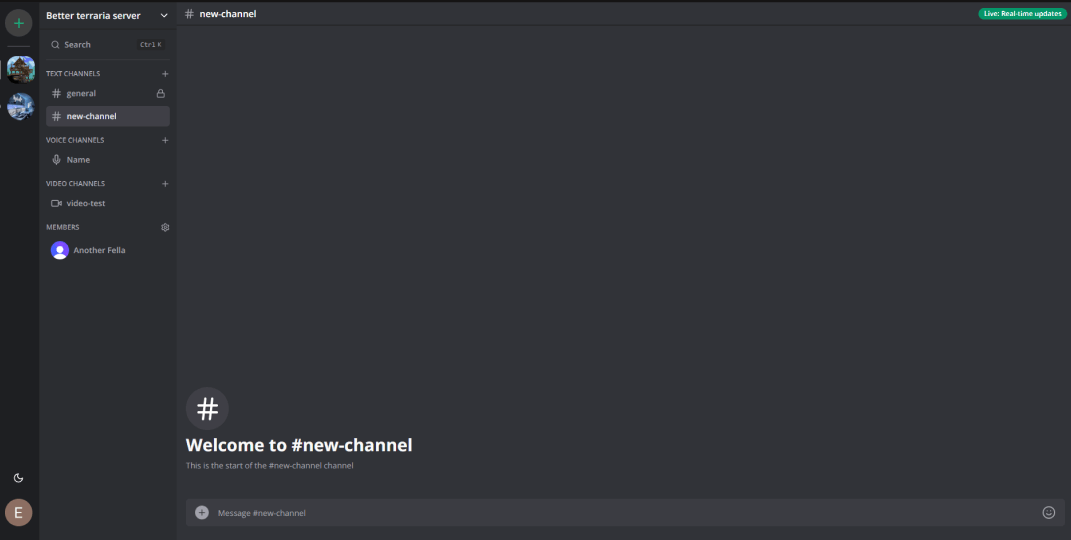 Better terraria server
Search
Ctrl K
TEXT CHANNELS
general
new-channel
VOICE CHANNELS
Name
VIDEO CHANNELS
video-test
MEMBERS
Another Fella
E
# new-channel
Live: Real-time updates
#
Welcome to #new-channel
This is the start of the #new-channel channel
Message #new-channel